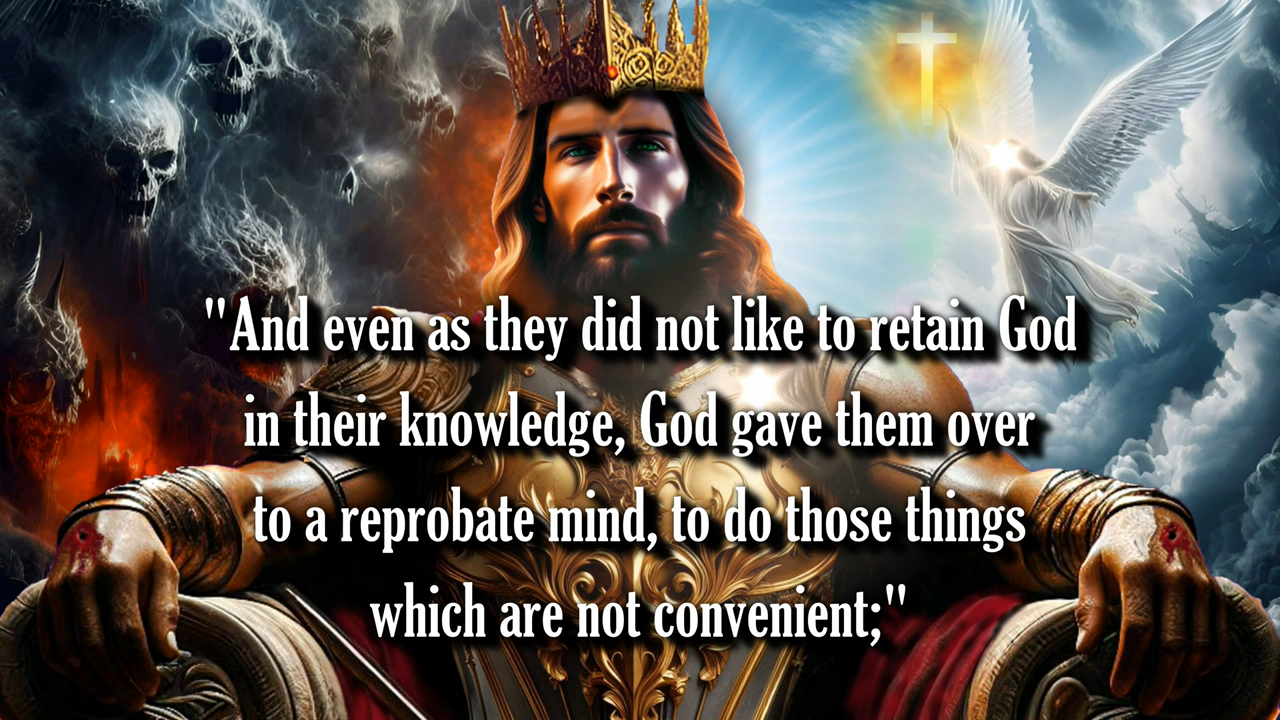 "And even as they did not like to retain God
in their knowledge, God gave them over
to a reprobate mind, to do those things
which are not convenient;"